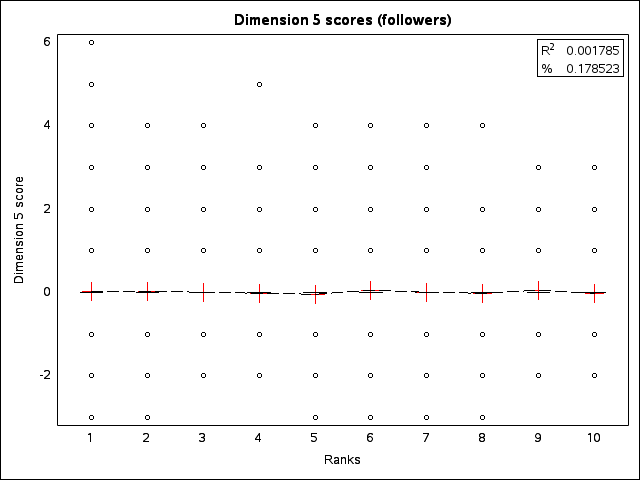 Dimension 5 scores (followers)
R² 0.001785
% 0.178523
Dimension 5 score
6
4
2
0
-2
1 2 3 4 5 6 7 8 9 10
Ranks